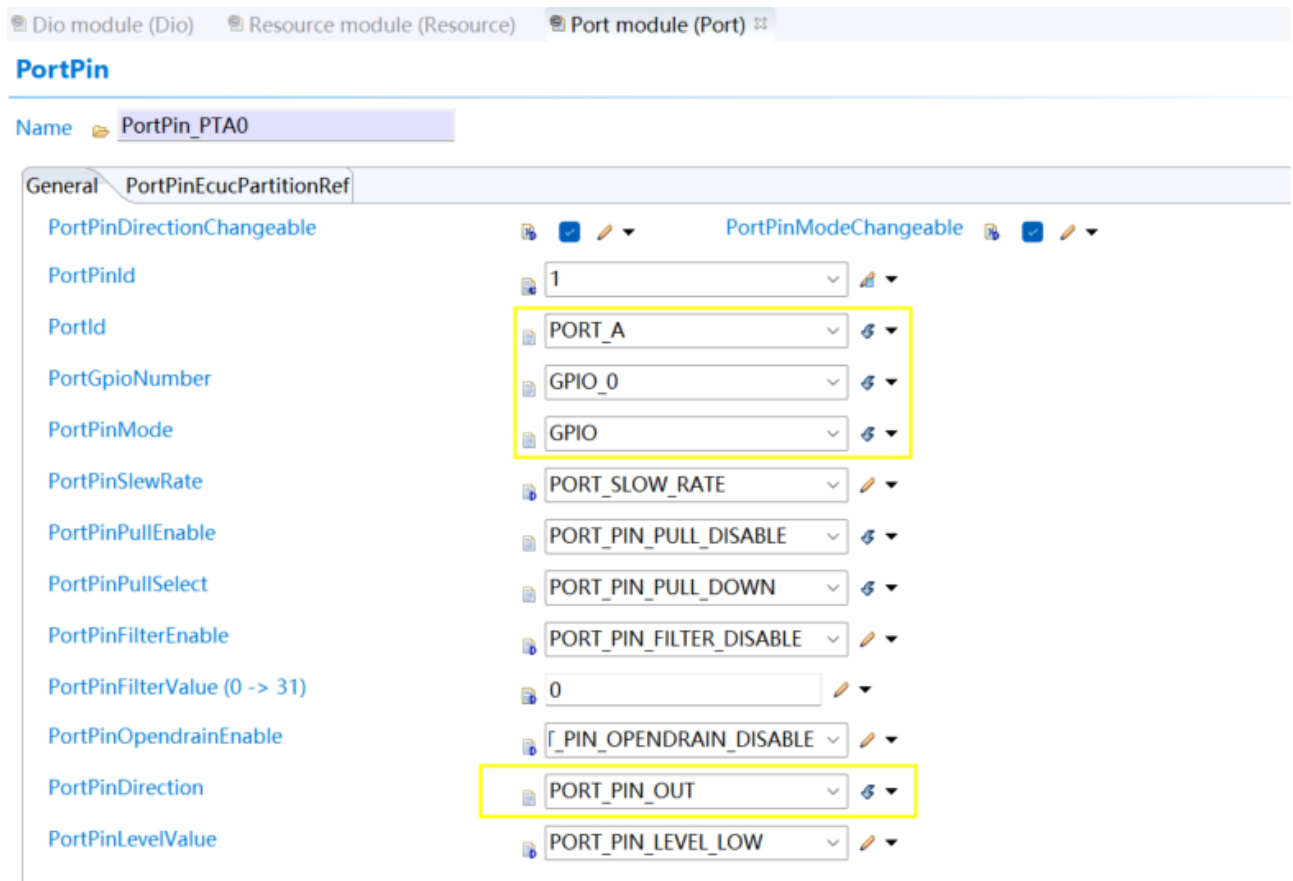 Dio module (Dio) Resource module (Resource) Port module (Port)
PortPin
Name PortPin_PTA0
General PortPinEcucPartitionRef
PortPinDirectionChangeable PortPinModeChangeable
PortPinId 1
PortId PORT_A
PortGpioNumber GPIO_0
PortPinMode GPIO
PortPinSlewRate PORT_SLOW_RATE
PortPinPullEnable PORT_PIN_PULL_DISABLE
PortPinPullSelect PORT_PIN_PULL_DOWN
PortPinFilterEnable PORT_PIN_FILTER_DISABLE
PortPinFilterValue (0 -> 31) 0
PortPinOpendrainEnable T_PIN_OPENDRAIN_DISABLE
PortPinDirection PORT_PIN_OUT
PortPinLevelValue PORT_PIN_LEVEL_LOW